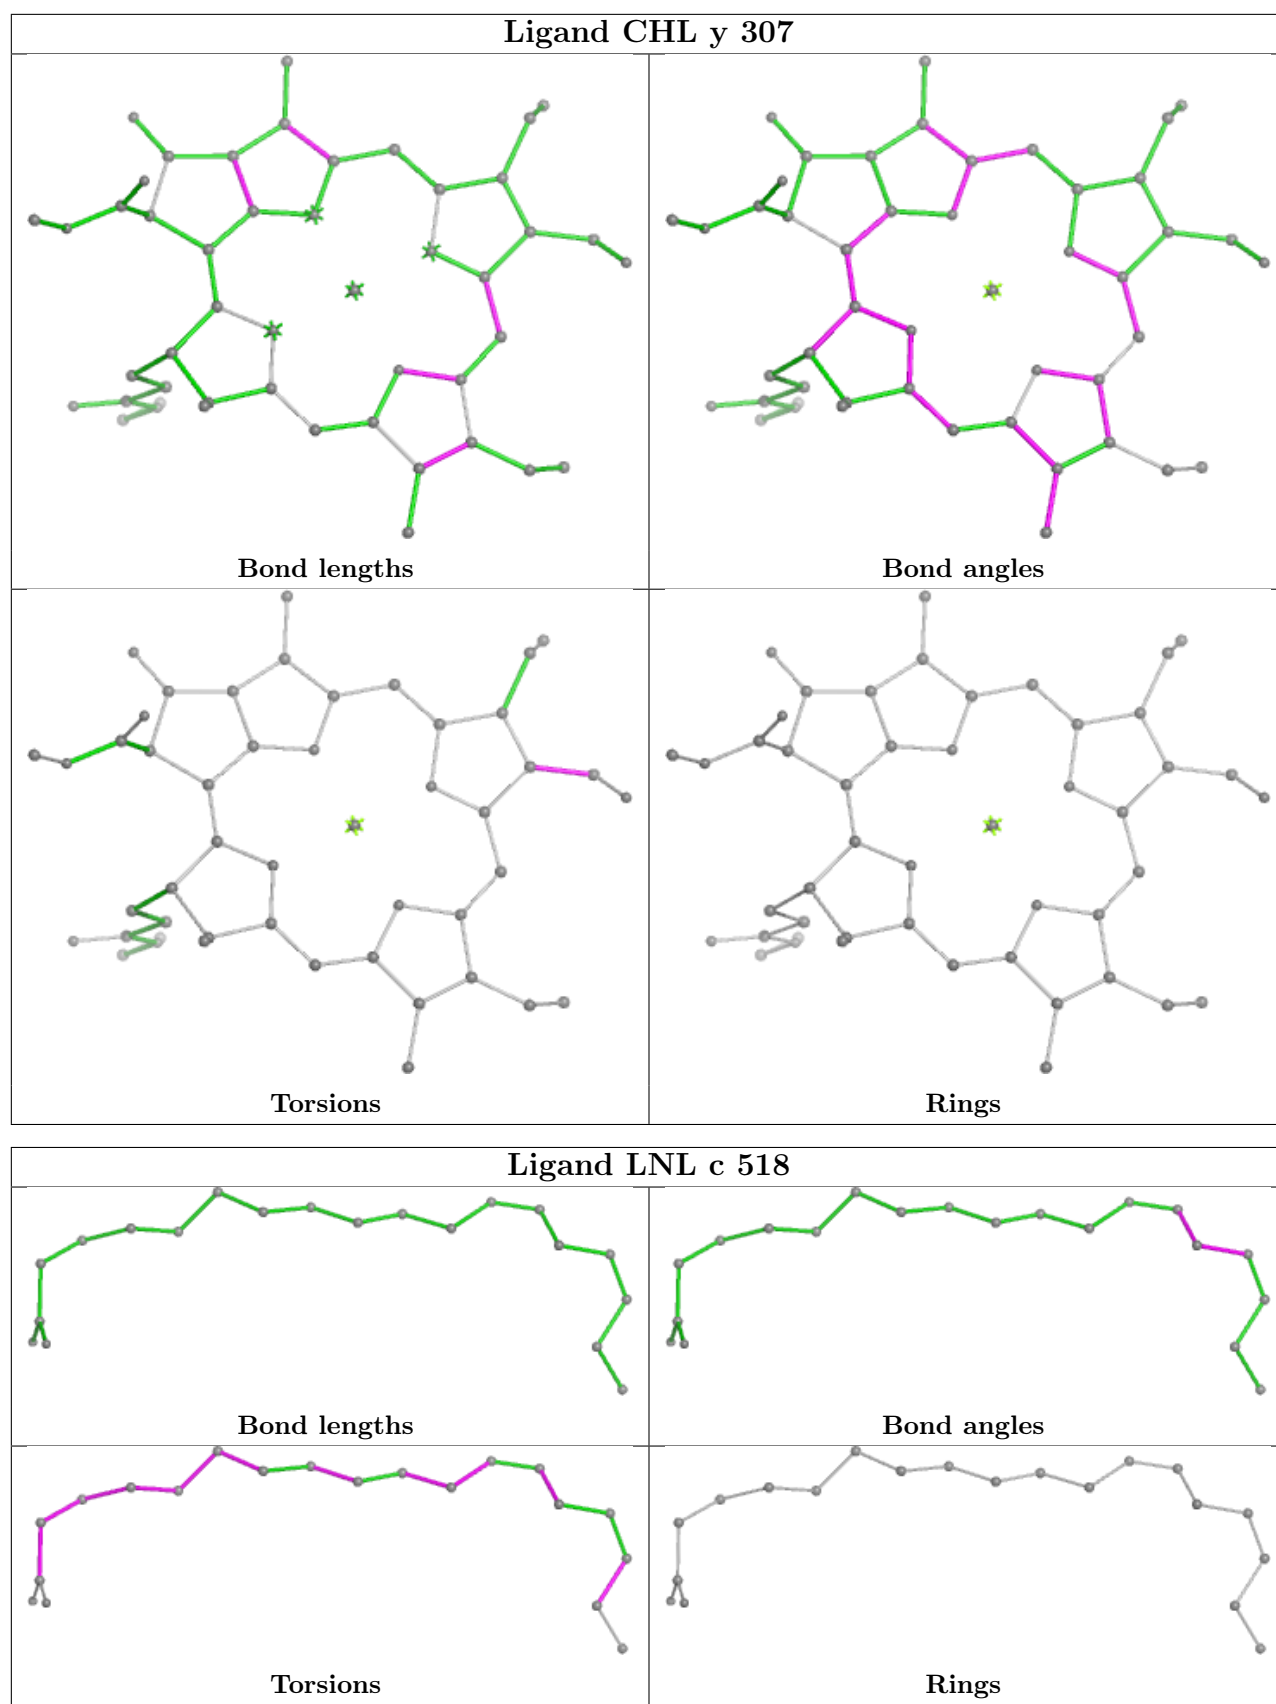 Ligand CHL y 307
Bond lengths
Bond angles
Torsions
Rings
Ligand LNL c 518
Bond lengths
Bond angles
Torsions
Rings